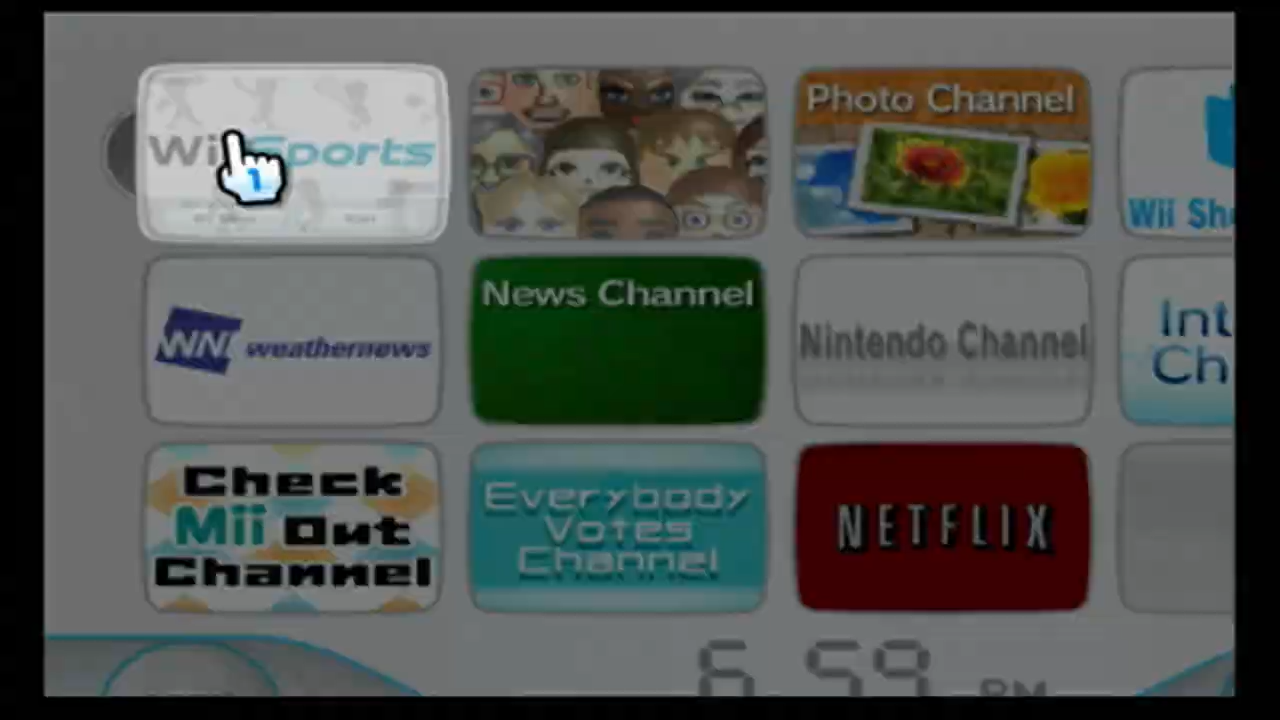 Wii Sports
1
Photo Channel
Wii Sh
WN weathernews
News Channel
Nintendo Channel
Int
Ch
Check
Mii Out
Channel
Everybody
Votes
Channel
NETFLIX
6 59 PM